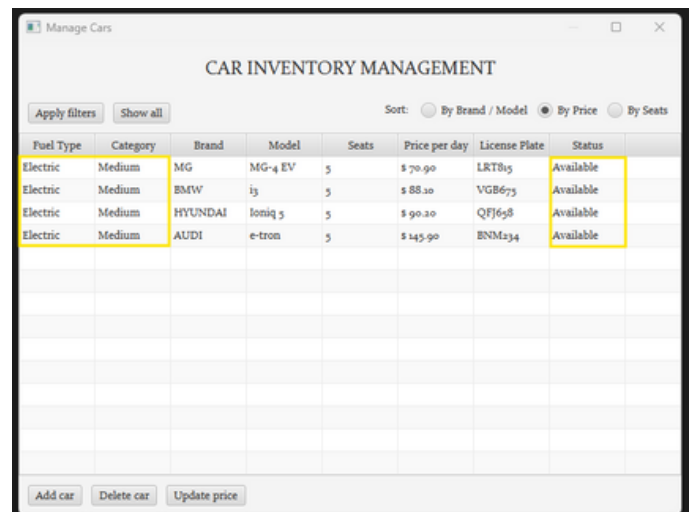 Manage Cars
CAR INVENTORY MANAGEMENT
Apply filters Show all Sort: By Brand / Model By Price By Seats
Fuel Type Category Brand Model Seats Price per day License Plate Status
Electric Medium MG MG-4 EV 5 $ 70.90 LRT815 Available
Electric Medium BMW i3 5 $ 88.10 VGB675 Available
Electric Medium HYUNDAI Ioniq 5 5 $ 90.20 QFJ658 Available
Electric Medium AUDI e-tron 5 $ 145.90 BNM234 Available
Add car Delete car Update price